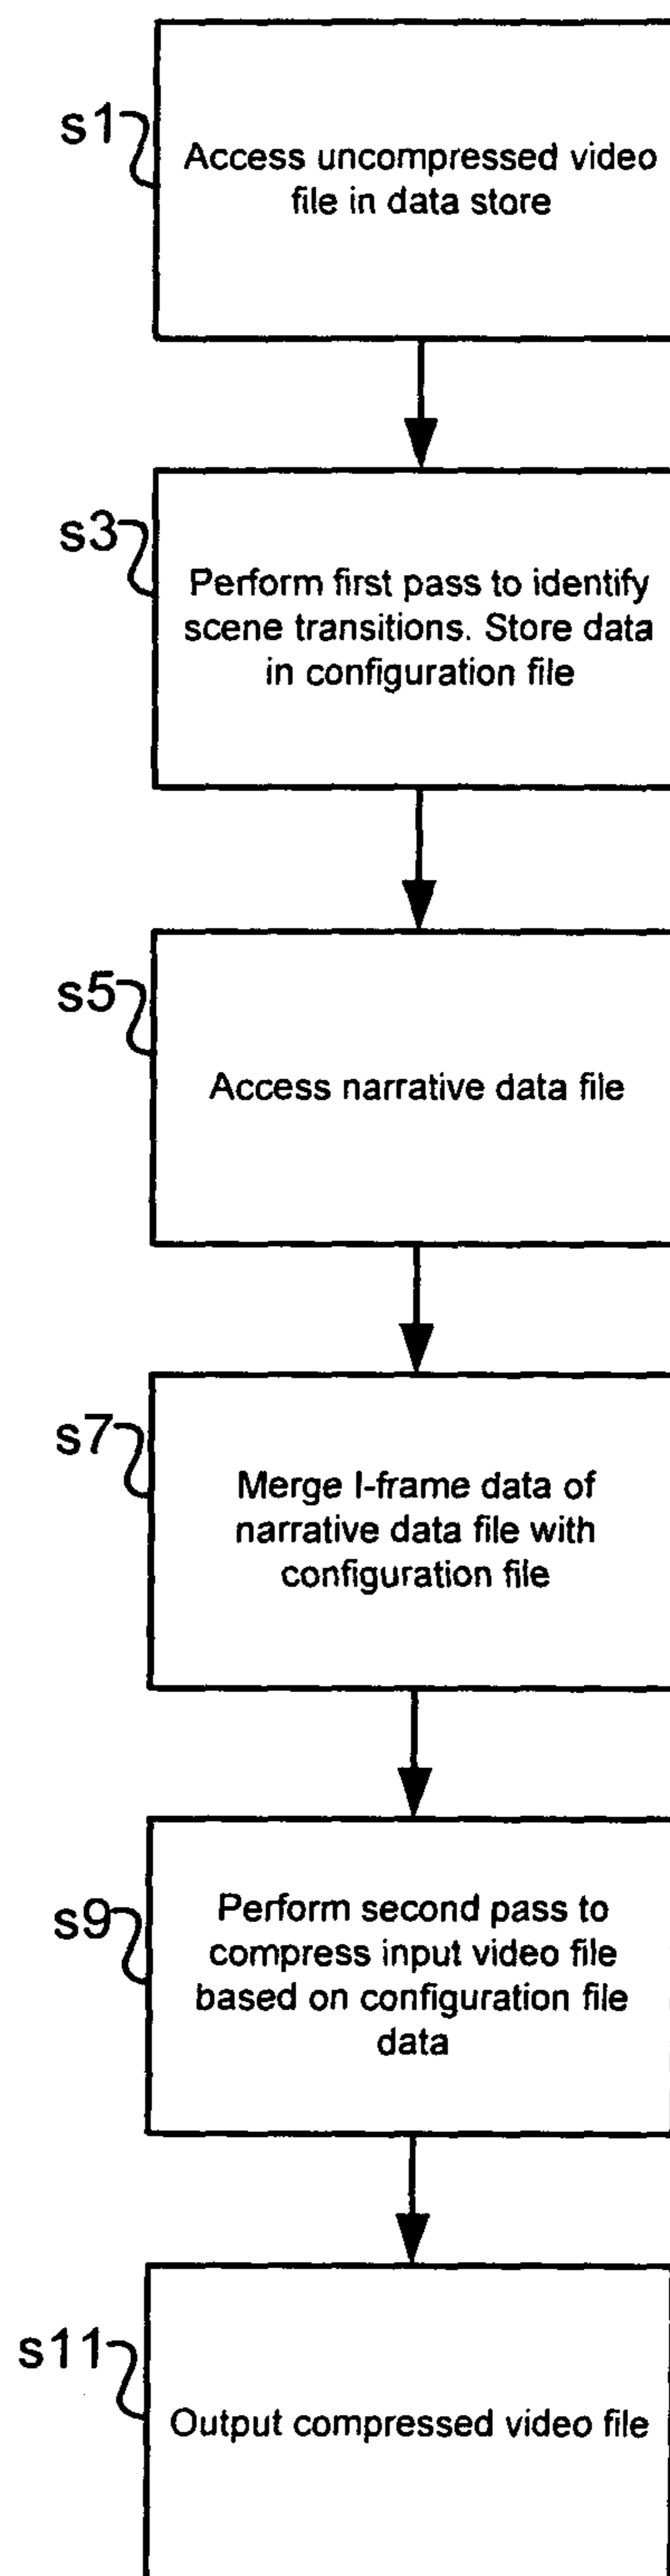 s1
Access uncompressed video
file in data store
s3
Perform first pass to identify
scene transitions. Store data
in configuration file
s5
Access narrative data file
s7
Merge I-frame data of
narrative data file with
configuration file
s9
Perform second pass to
compress input video file
based on configuration file
data
s11
Output compressed video file